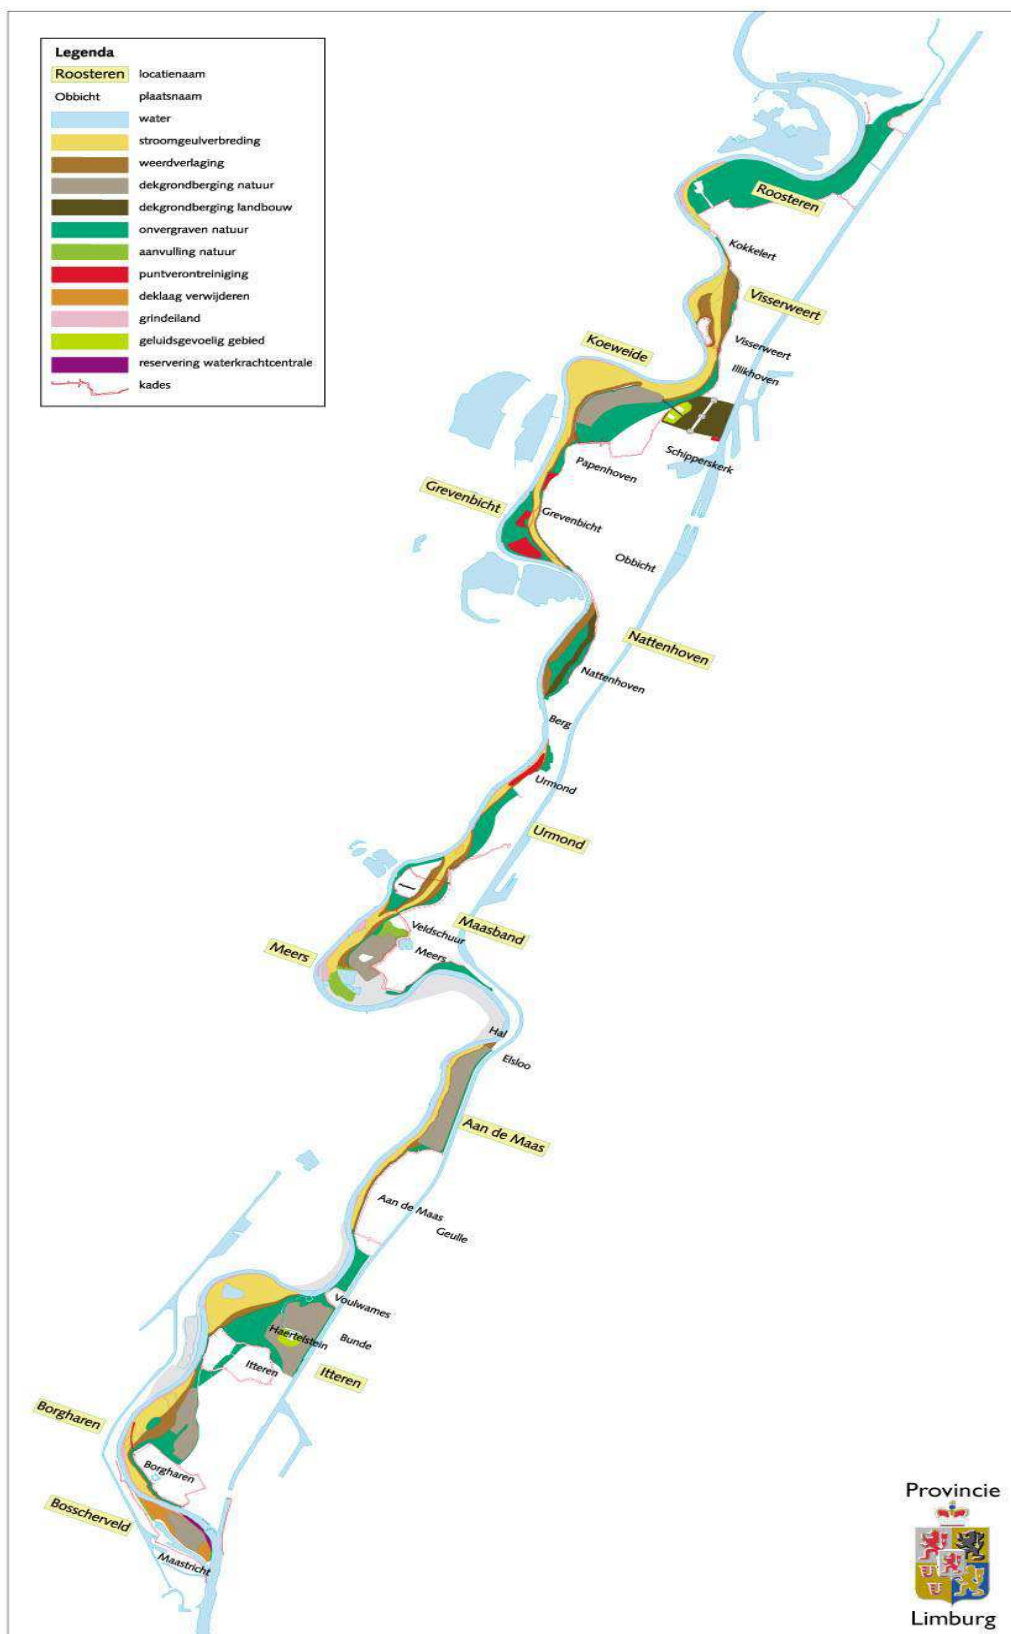 Legenda
Roosteren locatienaam
Obbicht plaatsnaam
water
stroomgeulverbreding
weerdverlaging
dekgrondberging natuur
dekgrondberging landbouw
onvergraven natuur
aanvulling natuur
puntverontreiniging
deklaag verwijderen
grindeiland
geluidsgevoelig gebied
reservering waterkrachtcentrale
kades
Roosteren
Kokkelert
Visserweert
Visserweert
Koeweide
Illikhoven
Schipperskerk
Papenhoven
Grevenbicht
Grevenbicht
Obbicht
Nattenhoven
Nattenhoven
Berg
Urmond
Urmond
Maasband
Veldschuur
Meers
Meers
Hal
Elsloo
Aan de Maas
Aan de Maas
Geulle
Voulwames
Bunde
Haertelstein
Itteren
Itteren
Borgharen
Borgharen
Bosscherveld
Maastricht
Provincie
Limburg